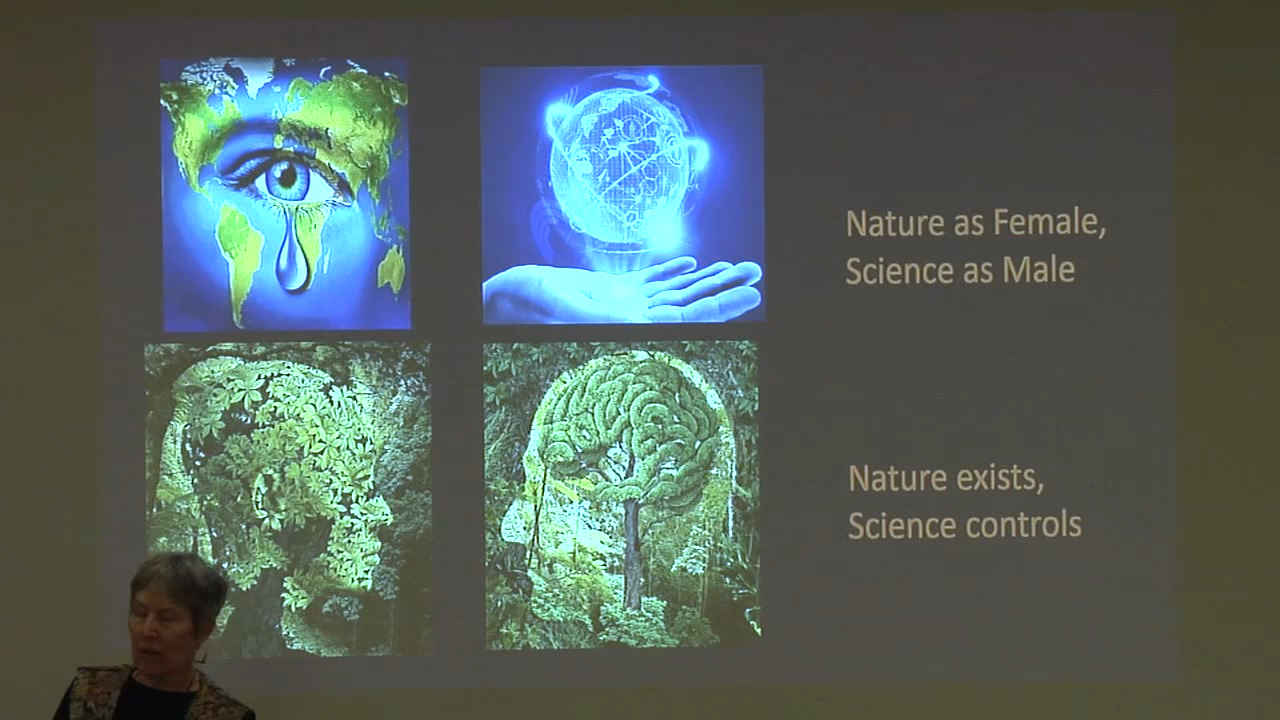 Nature as Female,
Science as Male
Nature exists,
Science controls